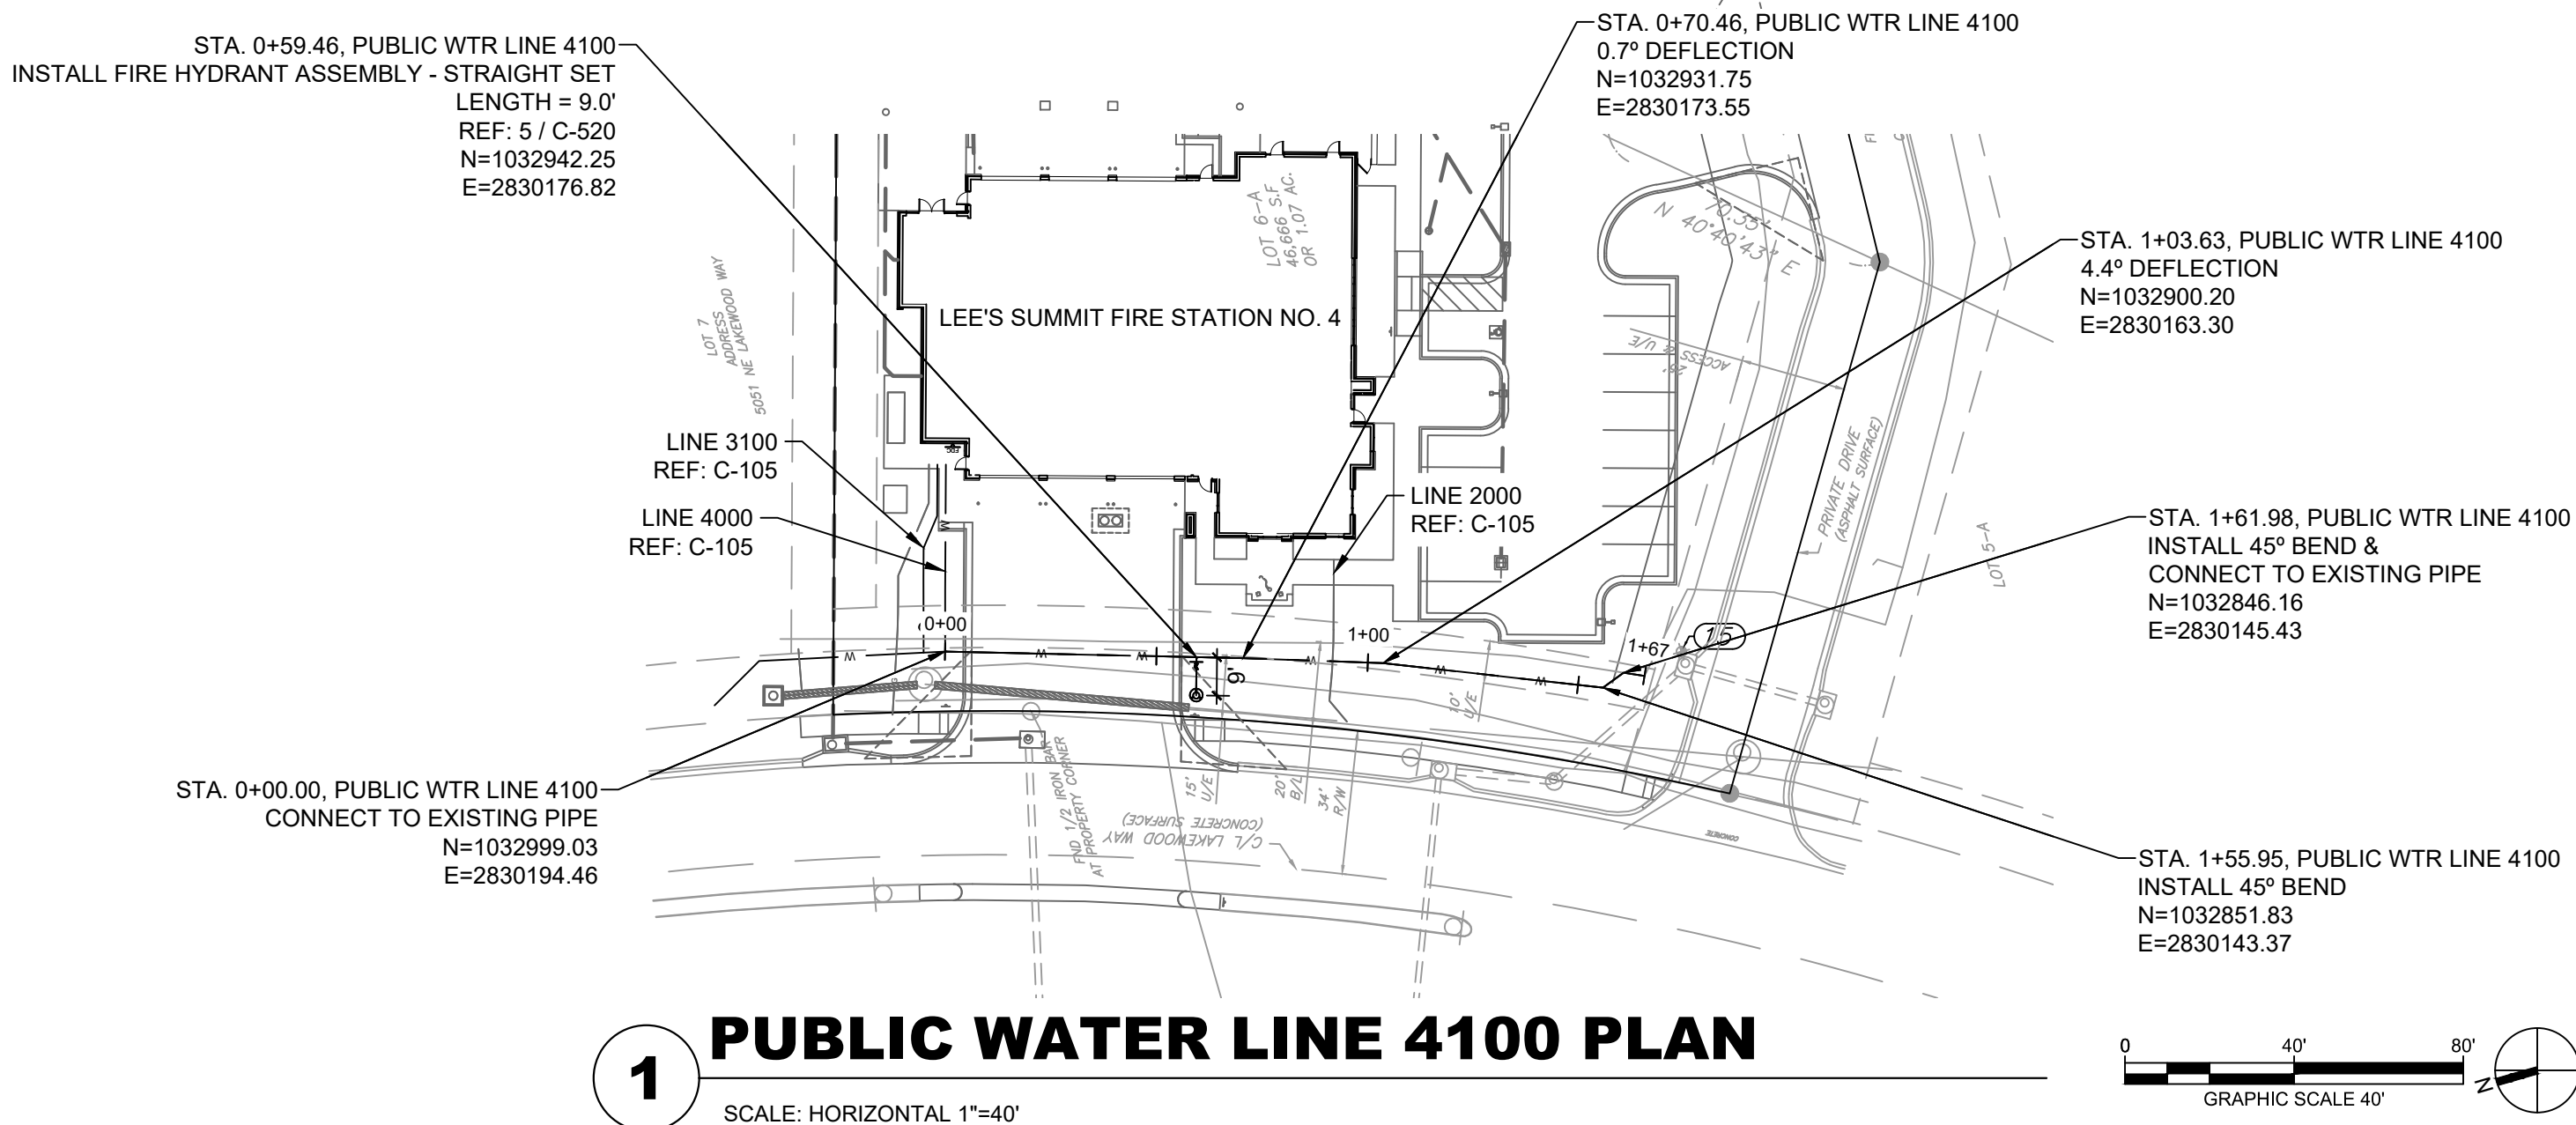 STA. 0+59.46, PUBLIC WTR LINE 4100
INSTALL FIRE HYDRANT ASSEMBLY - STRAIGHT SET
LENGTH = 9.0'
REF: 5 / C-520
N=1032942.25
E=2830176.82
STA. 0+70.46, PUBLIC WTR LINE 4100
0.7º DEFLECTION
N=1032931.75
E=2830173.55
STA. 1+03.63, PUBLIC WTR LINE 4100
4.4º DEFLECTION
N=1032900.20
E=2830163.30
STA. 1+61.98, PUBLIC WTR LINE 4100
INSTALL 45º BEND &
CONNECT TO EXISTING PIPE
N=1032846.16
E=2830145.43
STA. 1+55.95, PUBLIC WTR LINE 4100
INSTALL 45º BEND
N=1032851.83
E=2830143.37
STA. 0+00.00, PUBLIC WTR LINE 4100
CONNECT TO EXISTING PIPE
N=1032999.03
E=2830194.46
LINE 3100
REF: C-105
LINE 4000
REF: C-105
LINE 2000
REF: C-105
LEE'S SUMMIT FIRE STATION NO. 4
LOT 6-A
46,666 S.F
OR 1.07 AC.
LOT 7
ADDRESS
5051 NE LAKEWOOD WAY
70.35'
N 40°40'43" E
25'
ACCESS & U/E
PRIVATE DRIVE
(ASPHALT SURFACE)
LOT 5-A
FDC
0+00
1+00
1+67
15
W
W
W
W
W
W
W
9'
10'
U/E
15'
U/E
20'
B/L
34'
R/W
FND 1/2 IRON BAR
AT PROPERTY CORNER
C/L LAKEWOOD WAY
(CONCRETE SURFACE)
CONCRETE
1
PUBLIC WATER LINE 4100 PLAN
SCALE: HORIZONTAL 1"=40'
0
40'
80'
GRAPHIC SCALE 40'
N